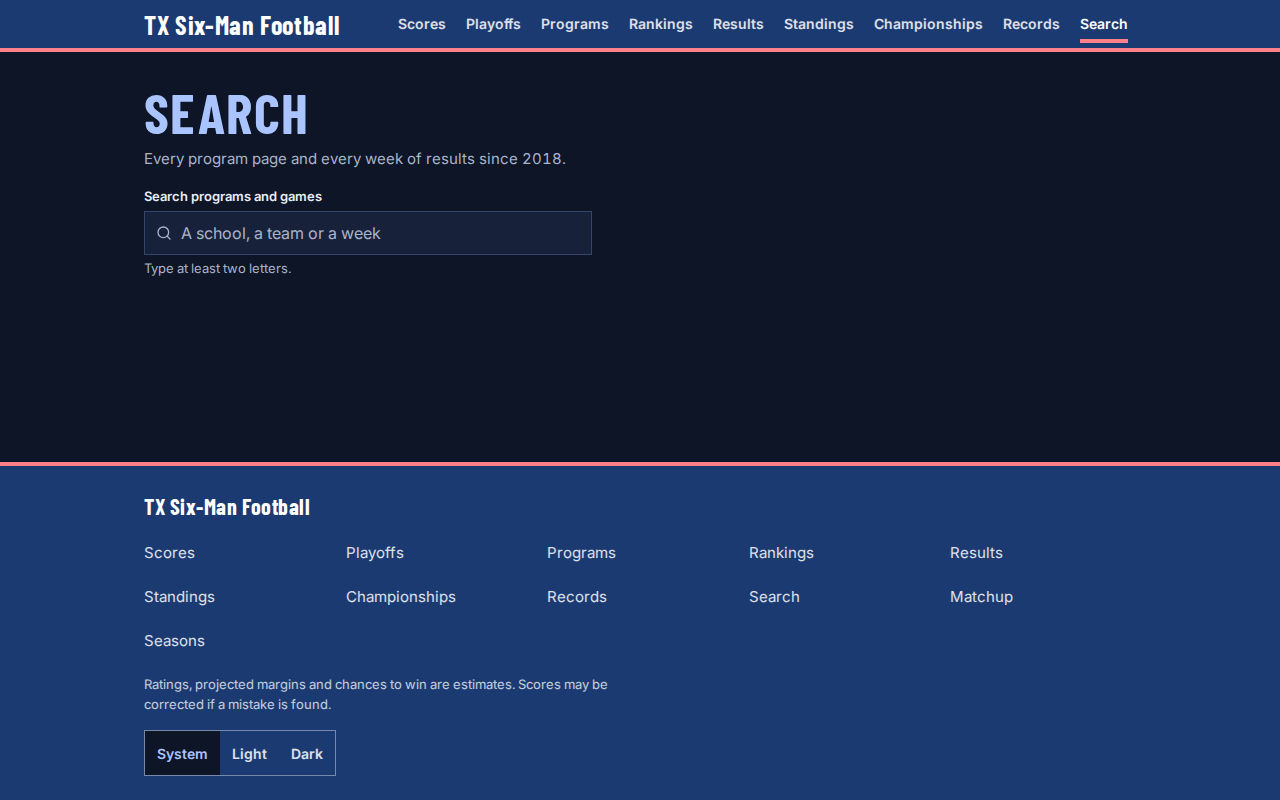 TX Six-Man Football
Scores Playoffs Programs Rankings Results Standings Championships Records Search
SEARCH
Every program page and every week of results since 2018.
Search programs and games
A school, a team or a week
Type at least two letters.
TX Six-Man Football
Scores Playoffs Programs Rankings Results
Standings Championships Records Search Matchup
Seasons
Ratings, projected margins and chances to win are estimates. Scores may be
corrected if a mistake is found.
System Light Dark